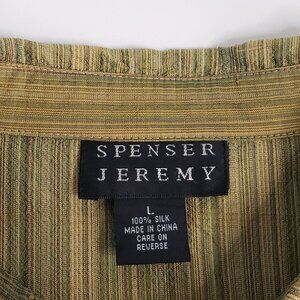 SPENSER
JEREMY
L
100% SILK
MADE IN CHINA
CARE ON
REVERSE